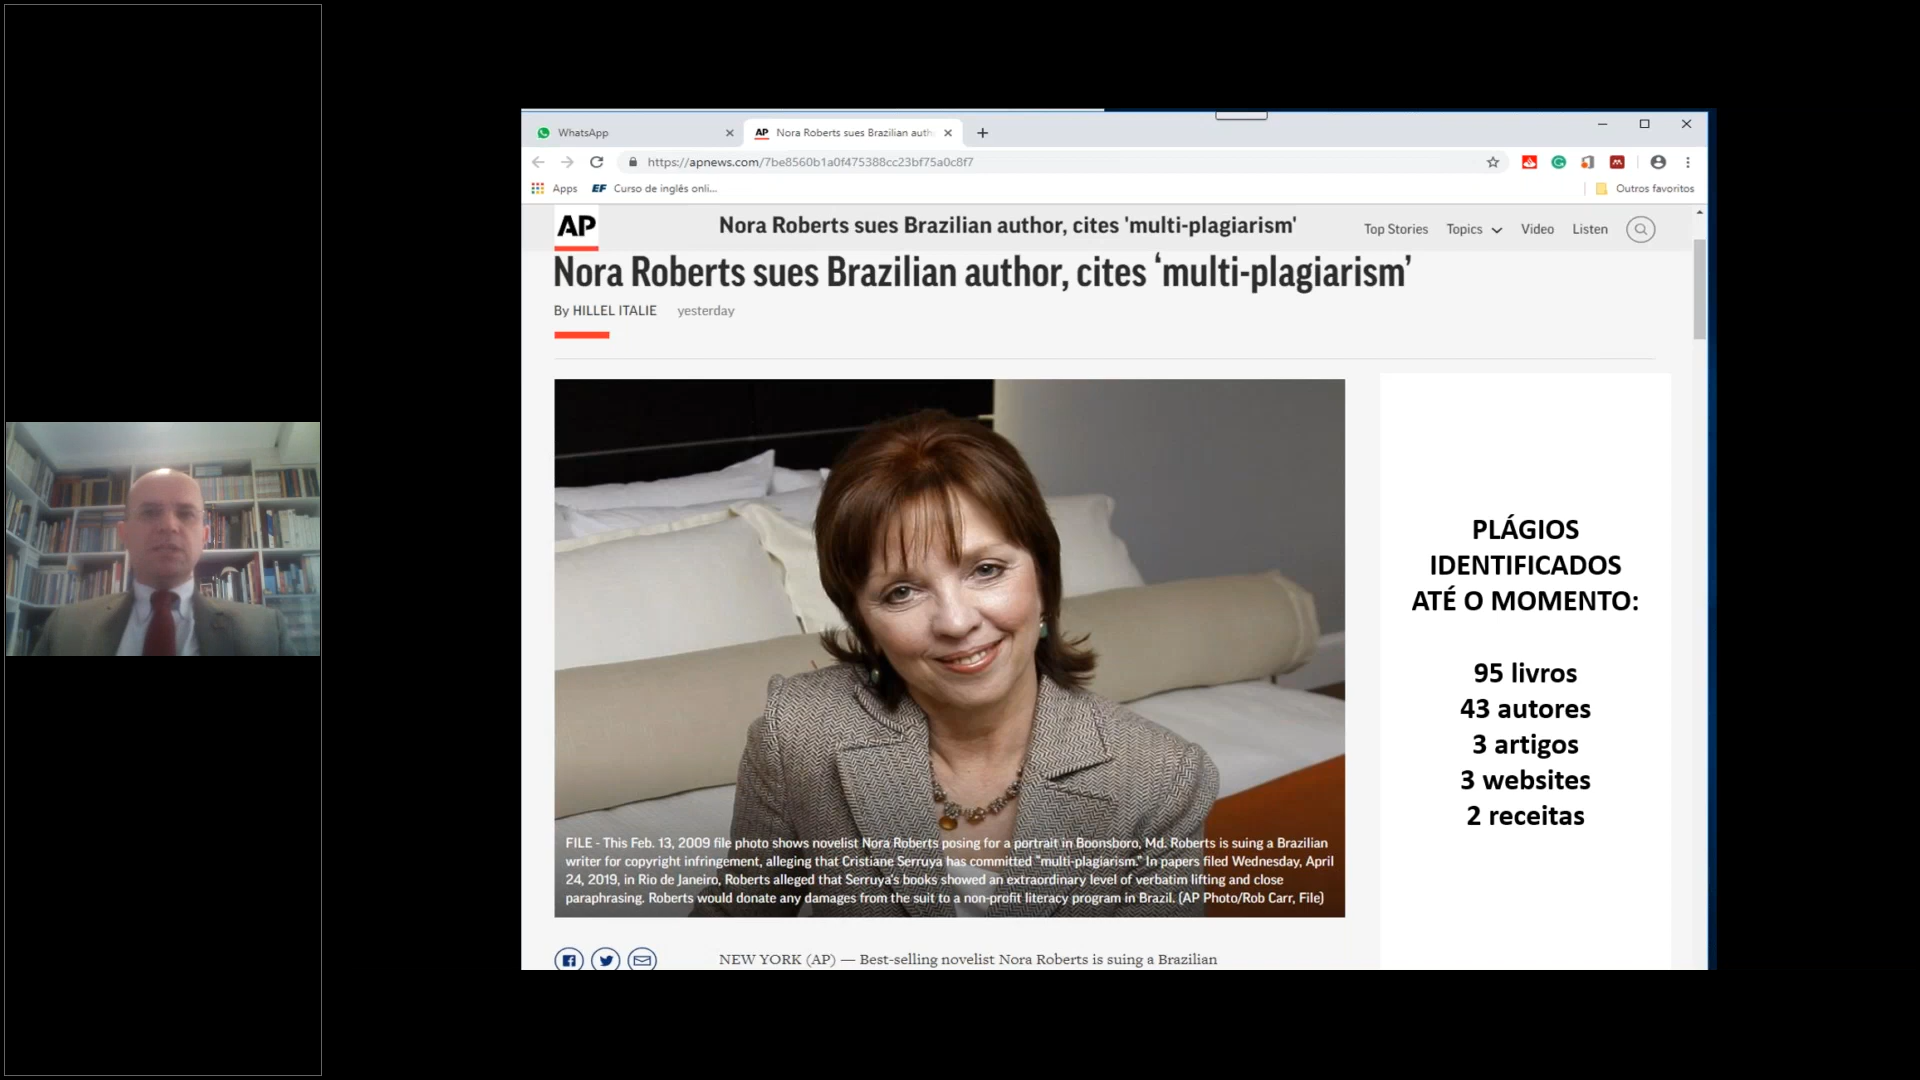 WhatsApp
AP Nora Roberts sues Brazilian auth
https://apnews.com/7be8560b1a0f475388cc23bf75a0c8f7
Apps EF Curso de inglês onli... Outros favoritos
AP Nora Roberts sues Brazilian author, cites 'multi-plagiarism' Top Stories Topics Video Listen
Nora Roberts sues Brazilian author, cites ‘multi-plagiarism’
By HILLEL ITALIE yesterday
FILE - This Feb. 13, 2009 file photo shows novelist Nora Roberts posing for a portrait in Boonsboro, Md. Roberts is suing a Brazilian
writer for copyright infringement, alleging that Cristiane Serruya has committed "multi-plagiarism." In papers filed Wednesday, April
24, 2019, in Rio de Janeiro, Roberts alleged that Serruya's books showed an extraordinary level of verbatim lifting and close
paraphrasing. Roberts would donate any damages from the suit to a non-profit literacy program in Brazil. (AP Photo/Rob Carr, File)
PLÁGIOS
IDENTIFICADOS
ATÉ O MOMENTO:
95 livros
43 autores
3 artigos
3 websites
2 receitas
NEW YORK (AP) — Best-selling novelist Nora Roberts is suing a Brazilian